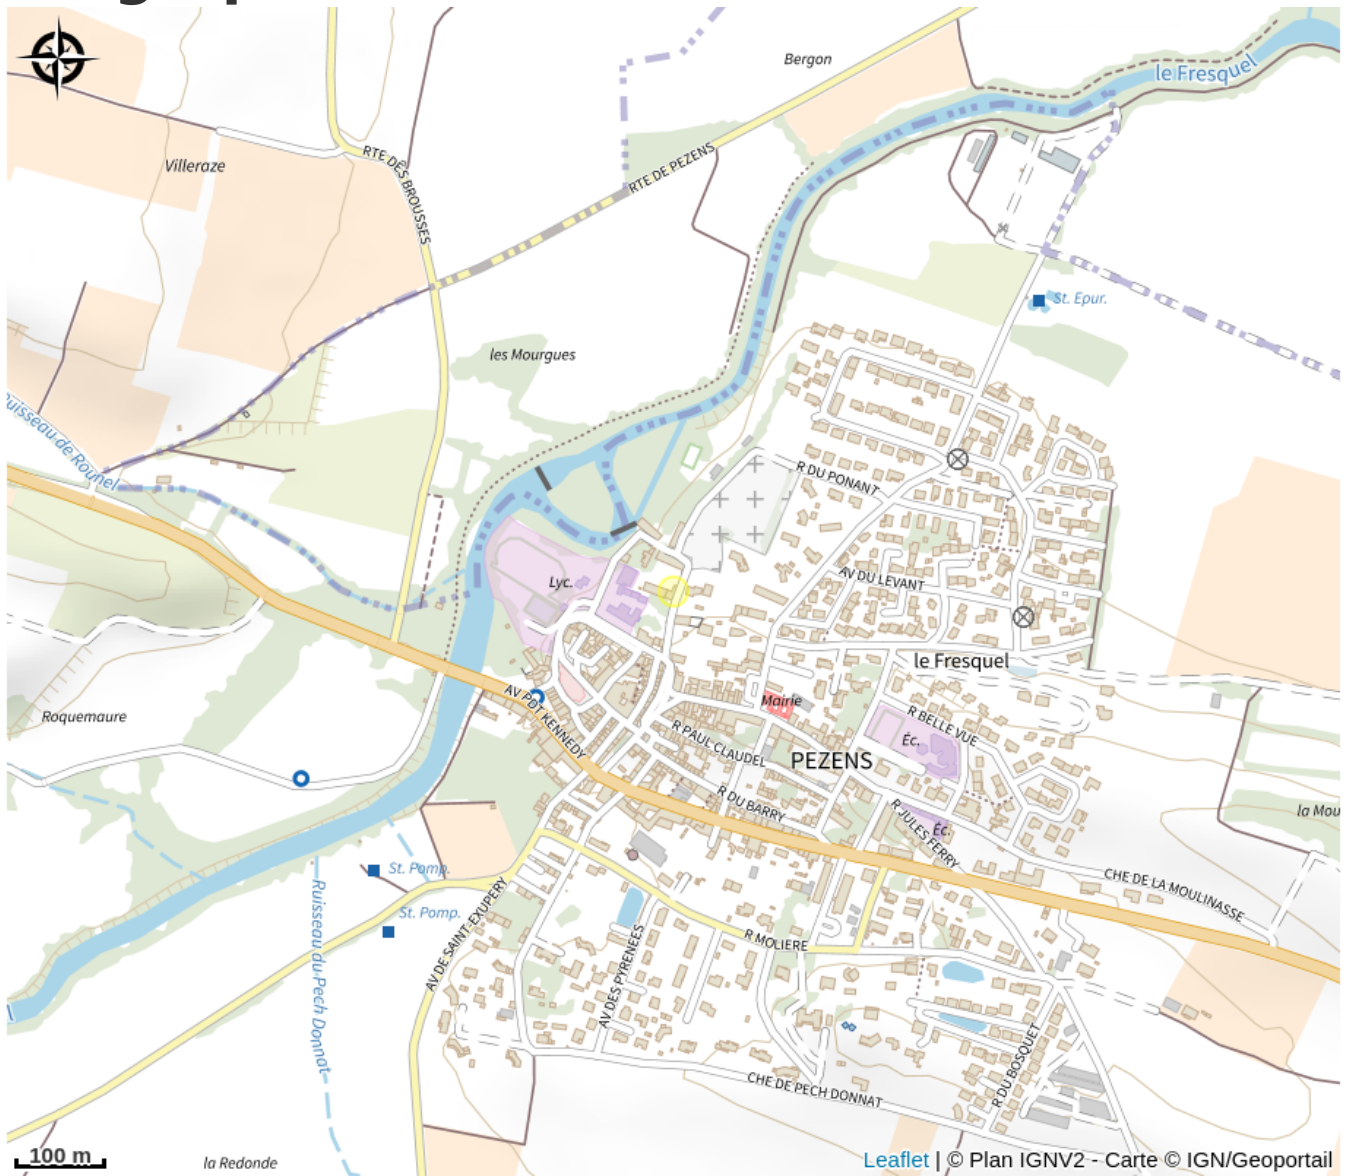 Bergon
le Fresquel
Villeraze
RTE DES BROUSSES
RTE DE PEZENS
St. Epur.
les Mourgues
Ruisseau de Rounel
R DU PONANT
Lyc.
AV DU LEVANT
le Fresquel
AV PDT KENNEDY
Mairie
Roquemaure
R BELLE VUE
R PAUL CLAUDEL
Éc.
PEZENS
R DU BARRY
R JULES FERRY
Éc.
la Mou
St. Pomp.
CHE DE LA MOULINASSE
St. Pomp.
AV DE SAINT-EXUPERY
Ruisseau du Pech Donnat
R MOLIERE
AV DES PYRENEES
R DU BOSQUET
CHE DE PECH DONNAT
100 m
la Redonde
Leaflet | © Plan IGNV2 - Carte © IGN/Geoportail